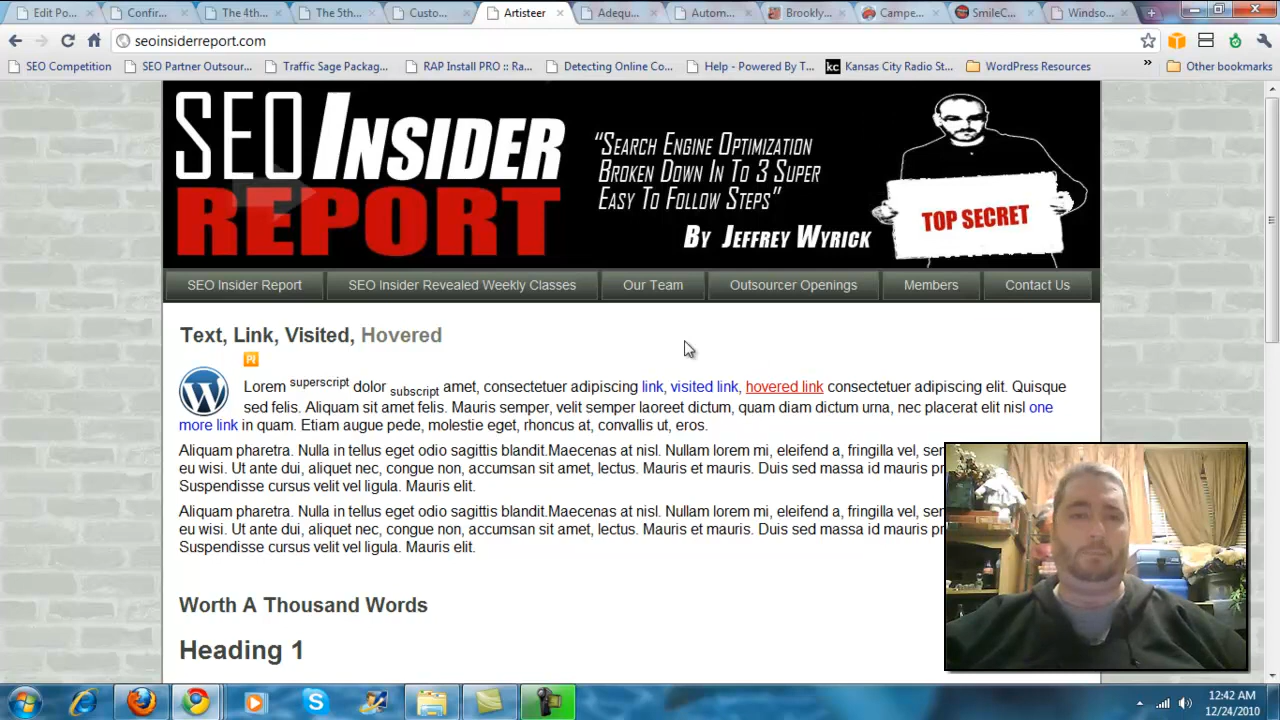 Edit Po...
Confirr...
The 4th...
The 5th...
Custo...
Artisteer
Adequ...
Autom...
Brookly...
Campe...
SmileC...
Windso...
seoinsiderreport.com
SEO Competition
SEO Partner Outsour...
Traffic Sage Packag...
RAP Install PRO :: Ra...
Detecting Online Co...
Help - Powered By T...
kc Kansas City Radio St...
WordPress Resources
»
Other bookmarks
SEO INSIDER
REPORT
"SEARCH ENGINE OPTIMIZATION
BROKEN DOWN IN TO 3 SUPER
EASY TO FOLLOW STEPS"
BY JEFFREY WYRICK
TOP SECRET
SEO Insider Report
SEO Insider Revealed Weekly Classes
Our Team
Outsourcer Openings
Members
Contact Us
Text, Link, Visited, Hovered
Lorem superscript dolor subscript amet, consectetuer adipiscing link, visited link, hovered link consectetuer adipiscing elit. Quisque
sed felis. Aliquam sit amet felis. Mauris semper, velit semper laoreet dictum, quam diam dictum urna, nec placerat elit nisl one
more link in quam. Etiam augue pede, molestie eget, rhoncus at, convallis ut, eros.
Aliquam pharetra. Nulla in tellus eget odio sagittis blandit.Maecenas at nisl. Nullam lorem mi, eleifend a, fringilla vel, sem
eu wisi. Ut ante dui, aliquet nec, congue non, accumsan sit amet, lectus. Mauris et mauris. Duis sed massa id mauris pr
Suspendisse cursus velit vel ligula. Mauris elit.
Aliquam pharetra. Nulla in tellus eget odio sagittis blandit.Maecenas at nisl. Nullam lorem mi, eleifend a, fringilla vel, ser
eu wisi. Ut ante dui, aliquet nec, congue non, accumsan sit amet, lectus. Mauris et mauris. Duis sed massa id mauris pr
Suspendisse cursus velit vel ligula. Mauris elit.
Worth A Thousand Words
Heading 1
12:42 AM
12/24/2010